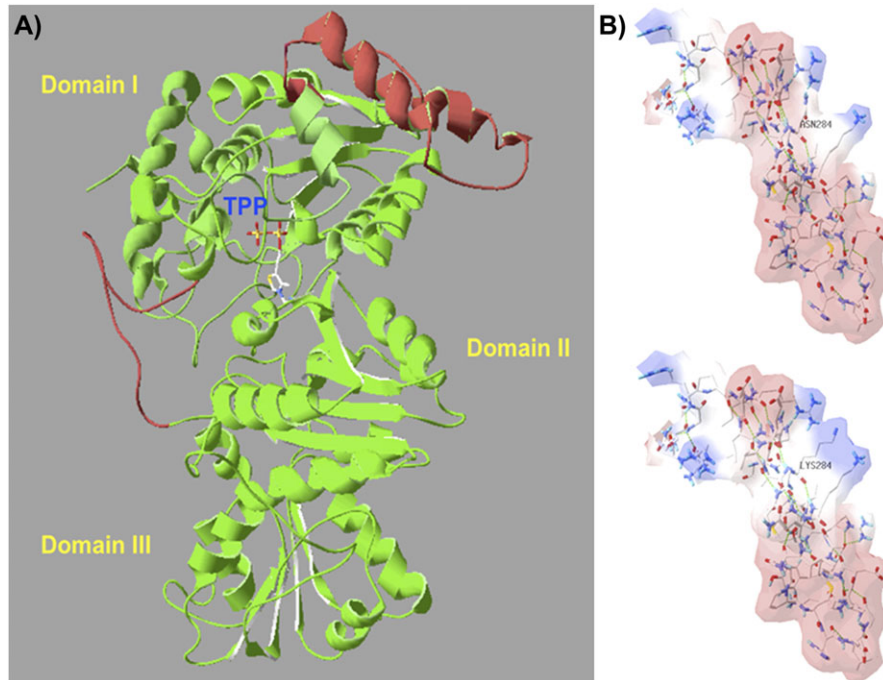 A)
Domain I
TPP
Domain II
Domain III
B)
ASN284
LYS284